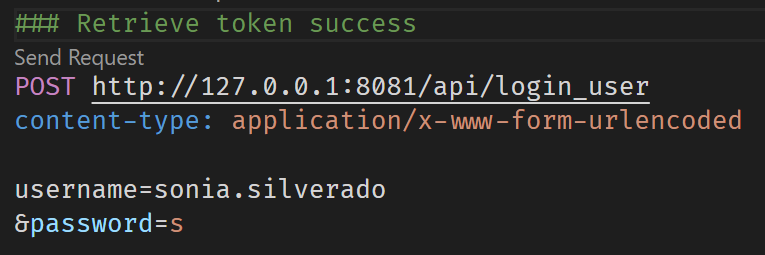 ### Retrieve token success
Send Request
POST http://127.0.0.1:8081/api/login_user
content-type: application/x-www-form-urlencoded
username=sonia.silverado
&password=s